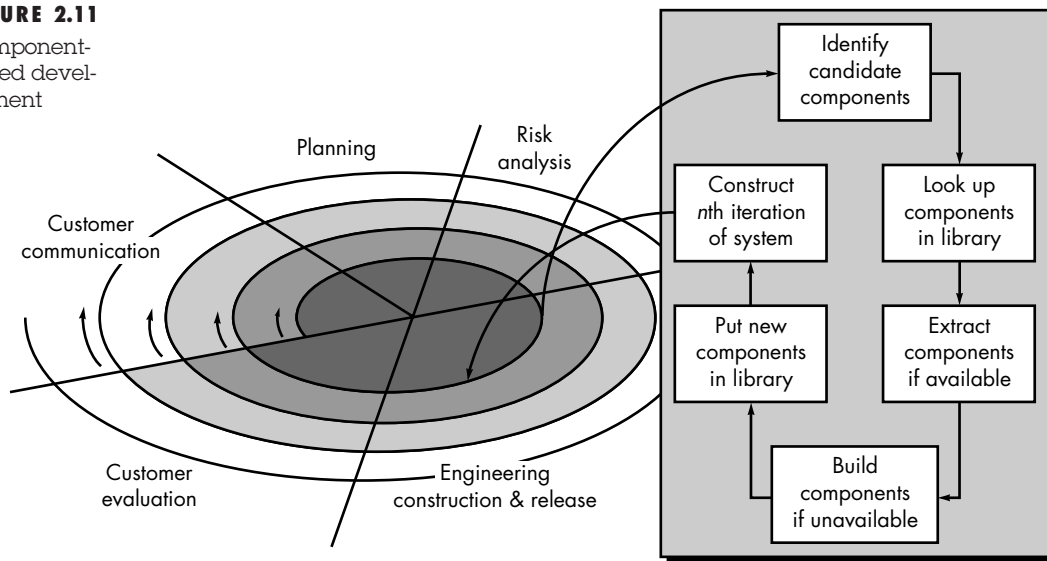 URE 2.11
mponent-
ed devel-
ment
Planning
Risk
analysis
Customer
communication
Customer
evaluation
Engineering
construction & release
Identify
candidate
components
Look up
components
in library
Extract
components
if available
Build
components
if unavailable
Put new
components
in library
Construct
nth iteration
of system